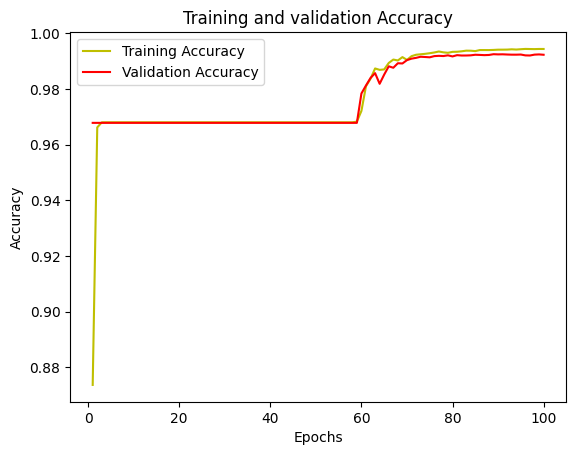 Training and validation Accuracy
Training Accuracy
Validation Accuracy
1.00
0.98
0.96
0.94
0.92
0.90
0.88
Accuracy
0
20
40
60
80
100
Epochs